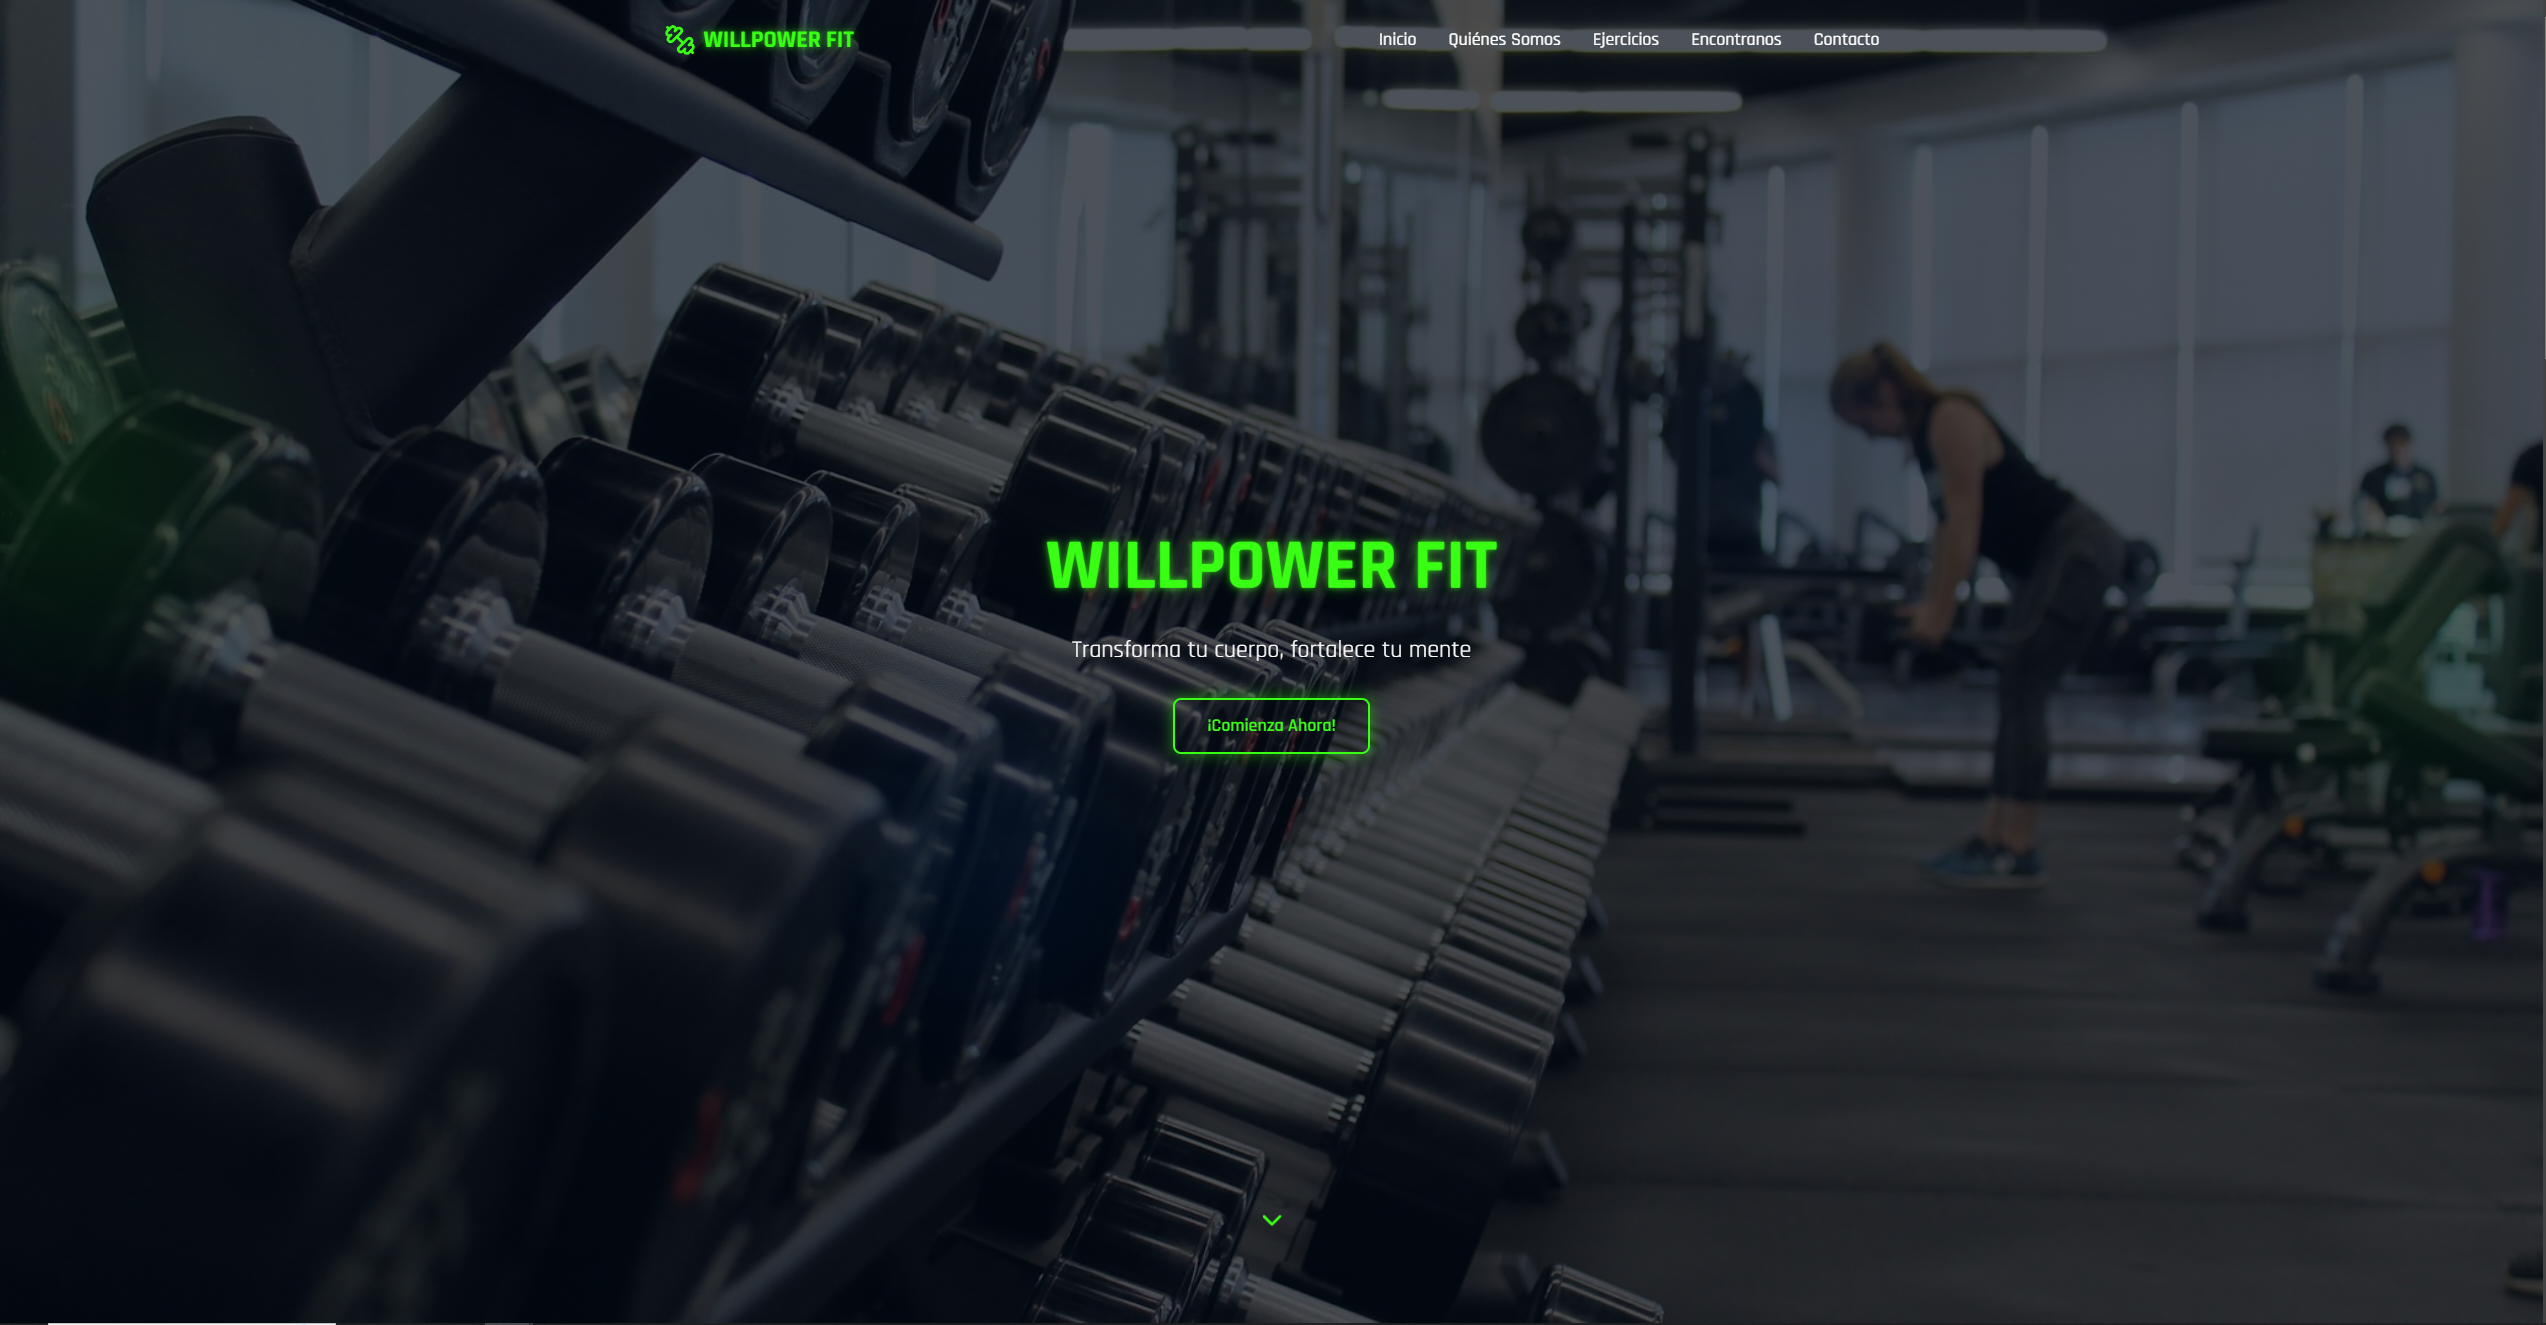 WILLPOWER FIT
Inicio Quiénes Somos Ejercicios Encontranos Contacto
WILLPOWER FIT
Transforma tu cuerpo, fortalece tu mente
¡Comienza Ahora!